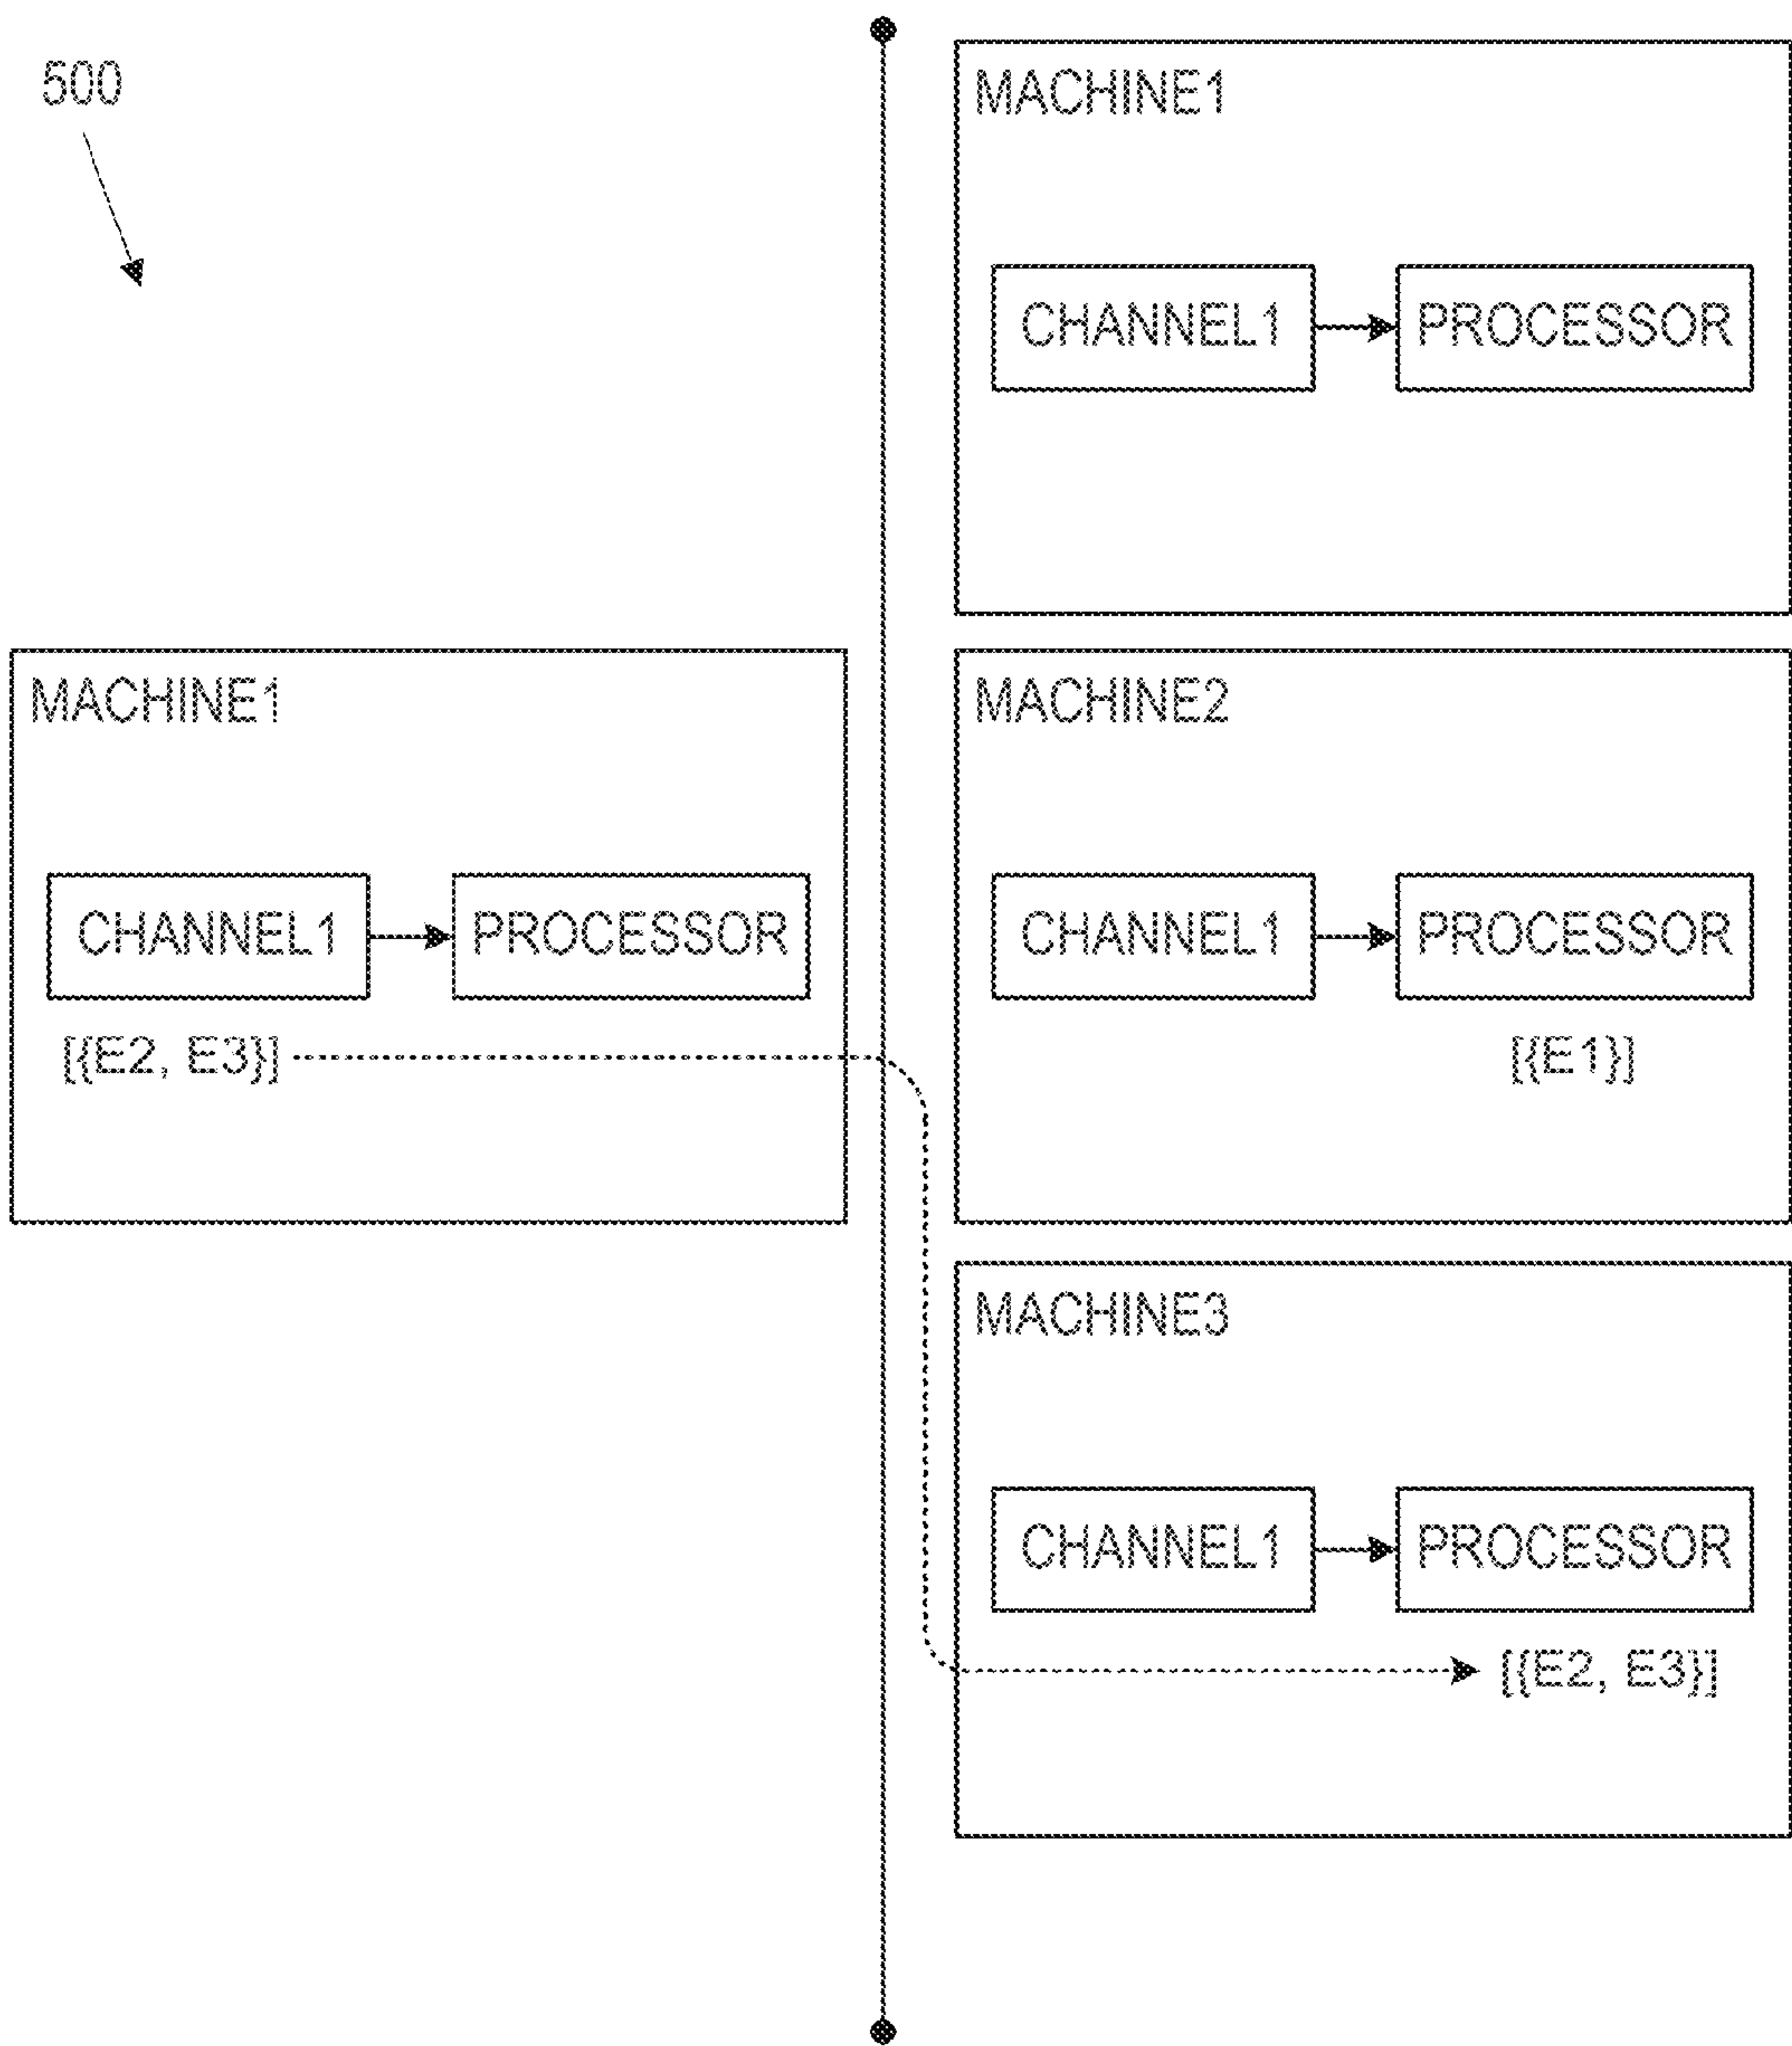 500
MACHINE1
CHANNEL1
PROCESSOR
[{E2, E3}]
MACHINE1
CHANNEL1
PROCESSOR
MACHINE2
CHANNEL1
PROCESSOR
[{E1}]
MACHINE3
CHANNEL1
PROCESSOR
[{E2, E3}]